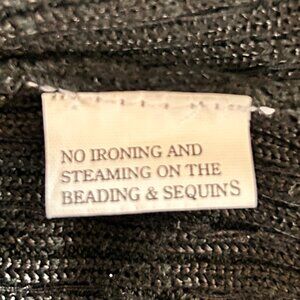 NO IRONING AND
STEAMING ON THE
BEADING & SEQUINS